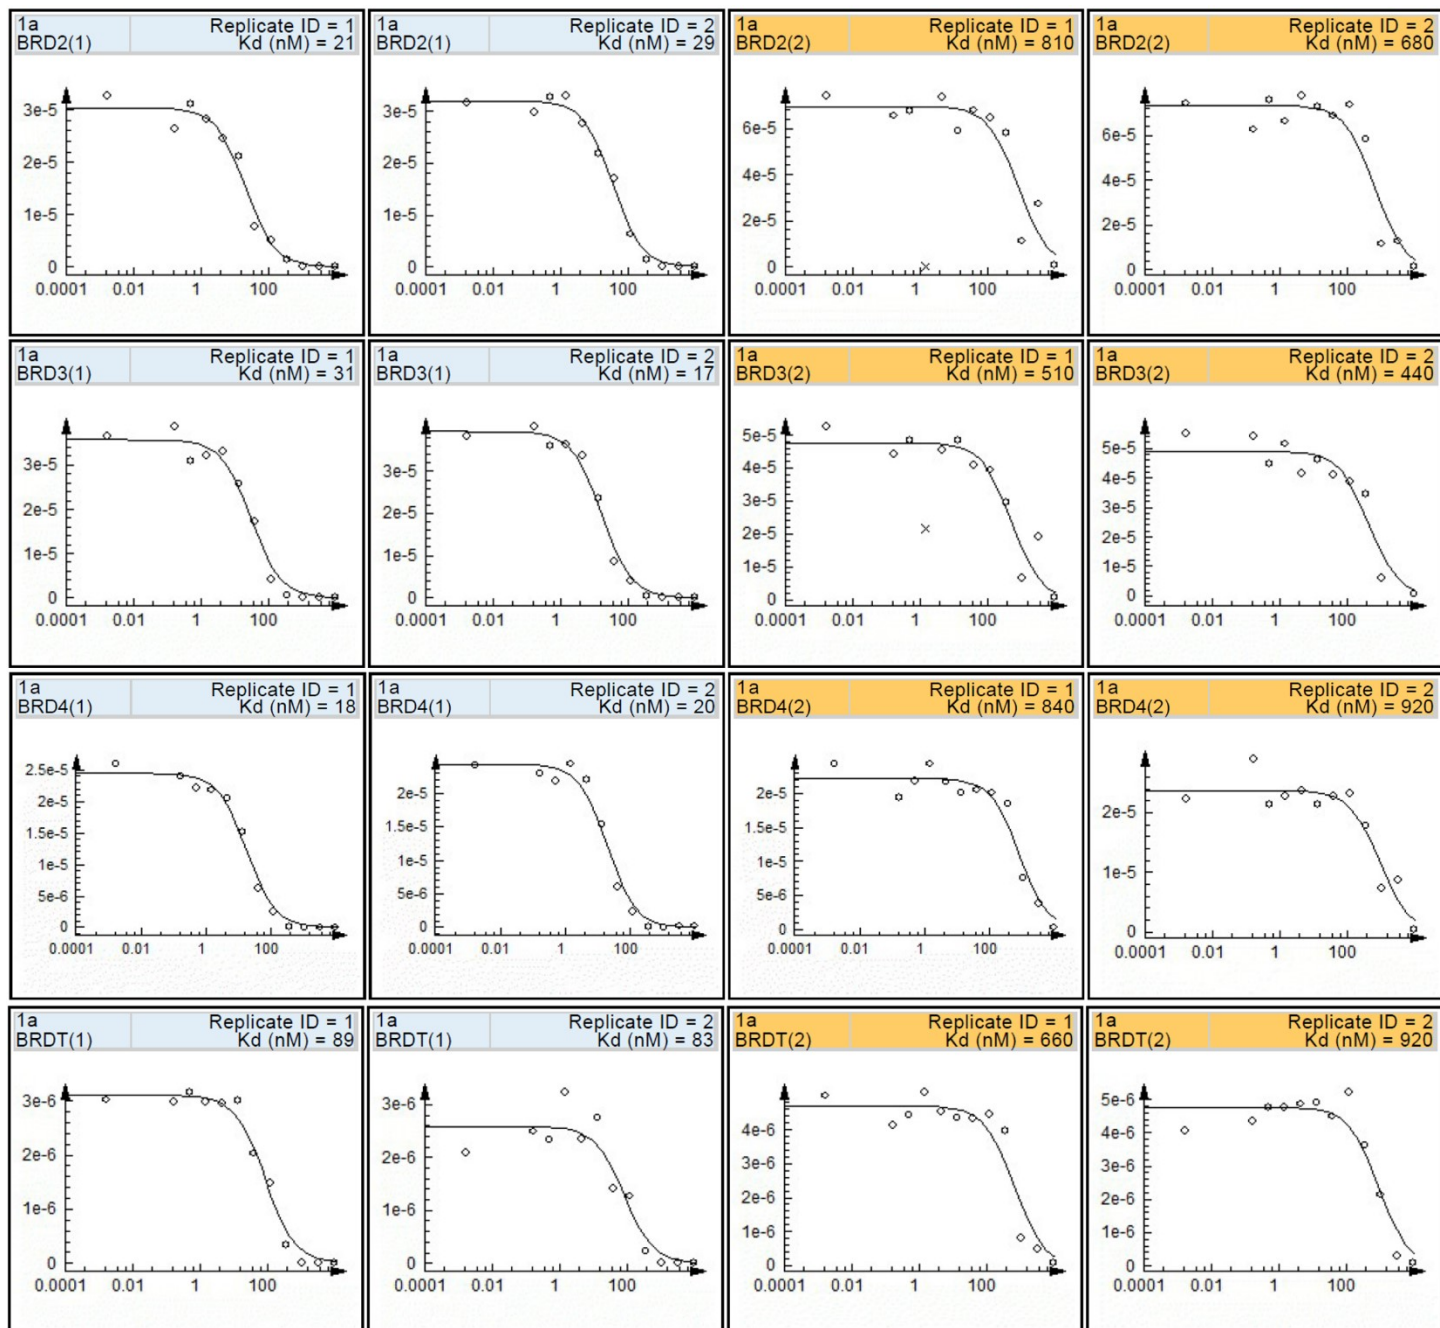 1a Replicate ID = 1
BRD2(1) Kd (nM) = 21
3e-5
2e-5
1e-5
0
0.0001 0.01 1 100
1a Replicate ID = 2
BRD2(1) Kd (nM) = 29
3e-5
2e-5
1e-5
0
0.0001 0.01 1 100
1a Replicate ID = 1
BRD2(2) Kd (nM) = 810
6e-5
4e-5
2e-5
0
0.0001 0.01 1 100
1a Replicate ID = 2
BRD2(2) Kd (nM) = 680
6e-5
4e-5
2e-5
0
0.0001 0.01 1 100
1a Replicate ID = 1
BRD3(1) Kd (nM) = 31
3e-5
2e-5
1e-5
0
0.0001 0.01 1 100
1a Replicate ID = 2
BRD3(1) Kd (nM) = 17
3e-5
2e-5
1e-5
0
0.0001 0.01 1 100
1a Replicate ID = 1
BRD3(2) Kd (nM) = 510
5e-5
4e-5
3e-5
2e-5
1e-5
0
0.0001 0.01 1 100
1a Replicate ID = 2
BRD3(2) Kd (nM) = 440
5e-5
4e-5
3e-5
2e-5
1e-5
0
0.0001 0.01 1 100
1a Replicate ID = 1
BRD4(1) Kd (nM) = 18
2.5e-5
2e-5
1.5e-5
1e-5
5e-6
0
0.0001 0.01 1 100
1a Replicate ID = 2
BRD4(1) Kd (nM) = 20
2e-5
1.5e-5
1e-5
5e-6
0
0.0001 0.01 1 100
1a Replicate ID = 1
BRD4(2) Kd (nM) = 840
2e-5
1.5e-5
1e-5
5e-6
0
0.0001 0.01 1 100
1a Replicate ID = 2
BRD4(2) Kd (nM) = 920
2e-5
1e-5
0
0.0001 0.01 1 100
1a Replicate ID = 1
BRDT(1) Kd (nM) = 89
3e-6
2e-6
1e-6
0
0.0001 0.01 1 100
1a Replicate ID = 2
BRDT(1) Kd (nM) = 83
3e-6
2e-6
1e-6
0
0.0001 0.01 1 100
1a Replicate ID = 1
BRDT(2) Kd (nM) = 660
4e-6
3e-6
2e-6
1e-6
0
0.0001 0.01 1 100
1a Replicate ID = 2
BRDT(2) Kd (nM) = 920
5e-6
4e-6
3e-6
2e-6
1e-6
0
0.0001 0.01 1 100